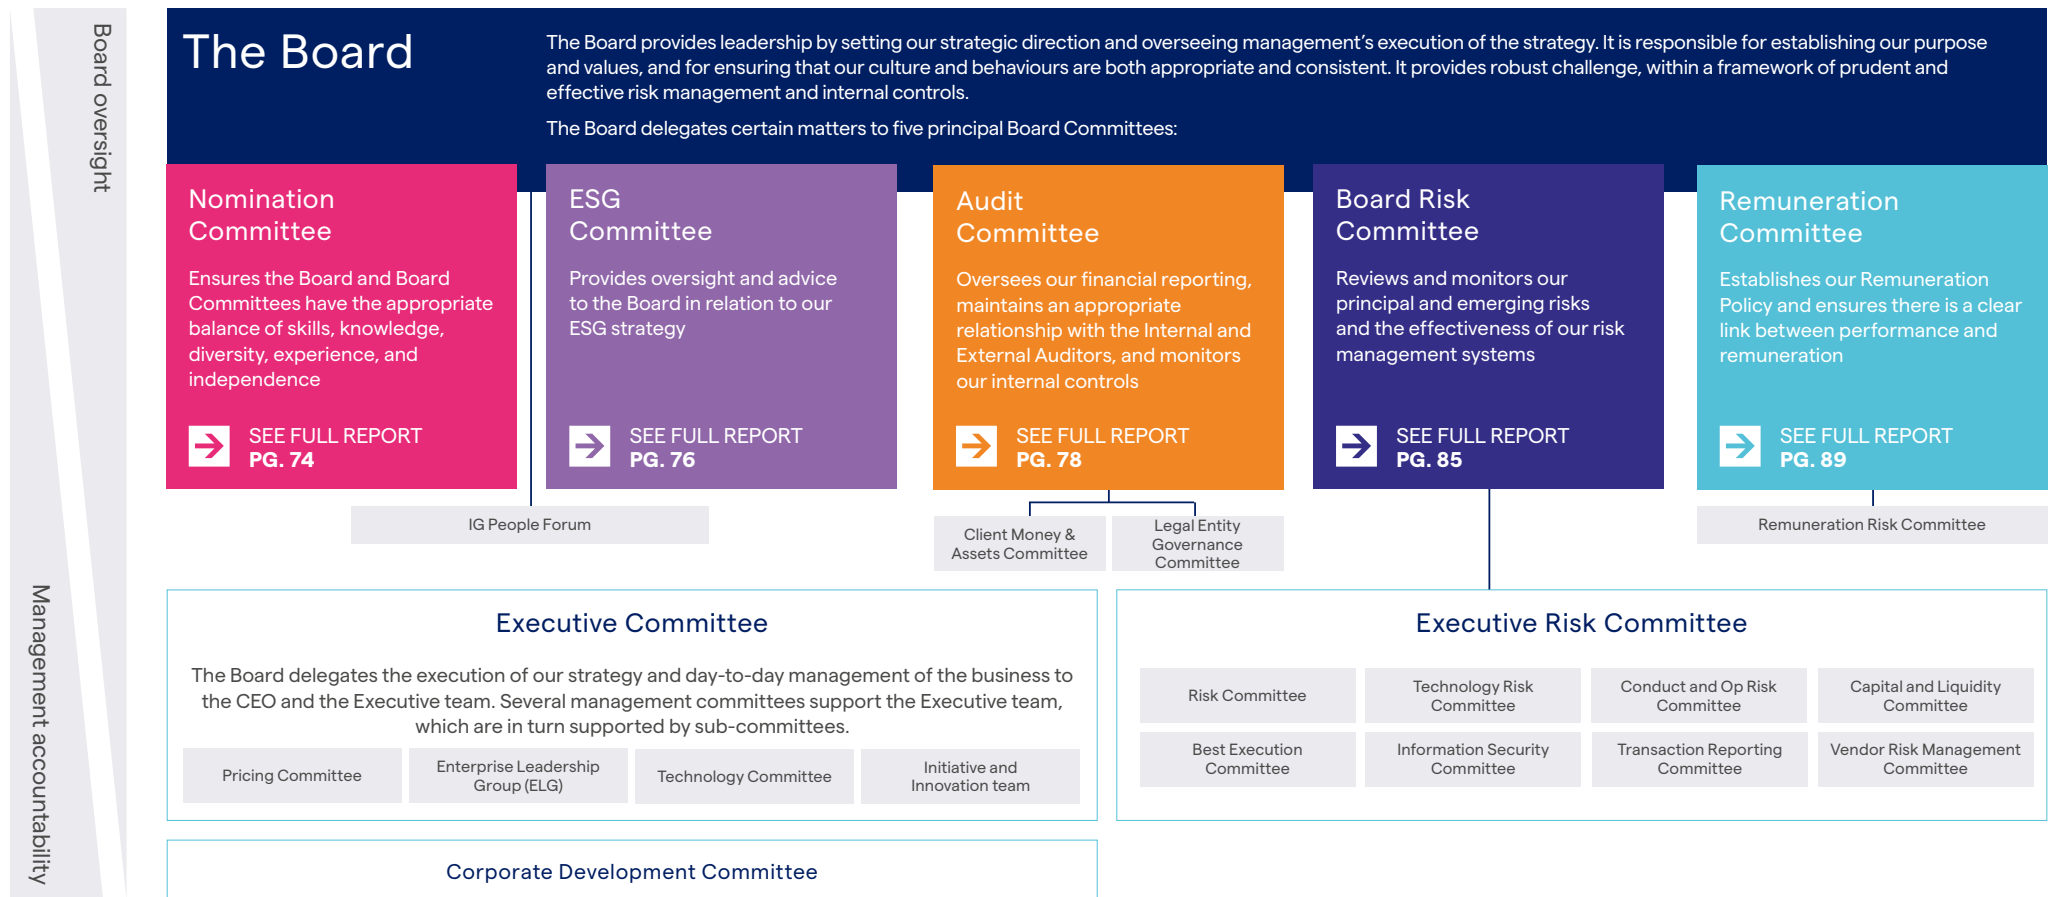 Board oversight
Management accountability
The Board
The Board provides leadership by setting our strategic direction and overseeing management’s execution of the strategy. It is responsible for establishing our purpose
and values, and for ensuring that our culture and behaviours are both appropriate and consistent. It provides robust challenge, within a framework of prudent and
effective risk management and internal controls.
The Board delegates certain matters to five principal Board Committees:
Nomination
Committee
Ensures the Board and Board
Committees have the appropriate
balance of skills, knowledge,
diversity, experience, and
independence
SEE FULL REPORT
PG. 74
ESG
Committee
Provides oversight and advice
to the Board in relation to our
ESG strategy
SEE FULL REPORT
PG. 76
Audit
Committee
Oversees our financial reporting,
maintains an appropriate
relationship with the Internal and
External Auditors, and monitors
our internal controls
SEE FULL REPORT
PG. 78
Board Risk
Committee
Reviews and monitors our
principal and emerging risks
and the effectiveness of our risk
management systems
SEE FULL REPORT
PG. 85
Remuneration
Committee
Establishes our Remuneration
Policy and ensures there is a clear
link between performance and
remuneration
SEE FULL REPORT
PG. 89
IG People Forum
Client Money &
Assets Committee
Legal Entity
Governance
Committee
Remuneration Risk Committee
Executive Committee
The Board delegates the execution of our strategy and day-to-day management of the business to
the CEO and the Executive team. Several management committees support the Executive team,
which are in turn supported by sub-committees.
Pricing Committee
Enterprise Leadership
Group (ELG)
Technology Committee
Initiative and
Innovation team
Executive Risk Committee
Risk Committee
Technology Risk
Committee
Conduct and Op Risk
Committee
Capital and Liquidity
Committee
Best Execution
Committee
Information Security
Committee
Transaction Reporting
Committee
Vendor Risk Management
Committee
Corporate Development Committee